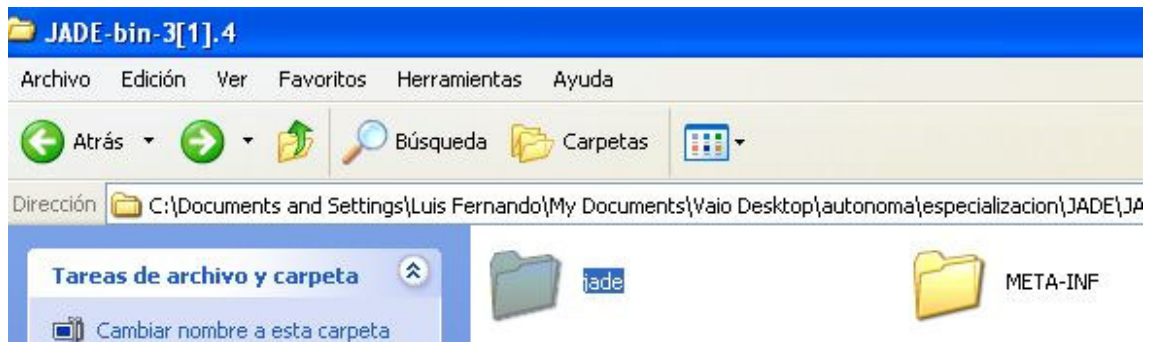 JADE-bin-3[1].4
Archivo Edición Ver Favoritos Herramientas Ayuda
Atrás Búsqueda Carpetas
Dirección C:\Documents and Settings\Luis Fernando\My Documents\Vaio Desktop\autonoma\especializacion\JADE\JA
Tareas de archivo y carpeta
jade
META-INF
Cambiar nombre a esta carpeta